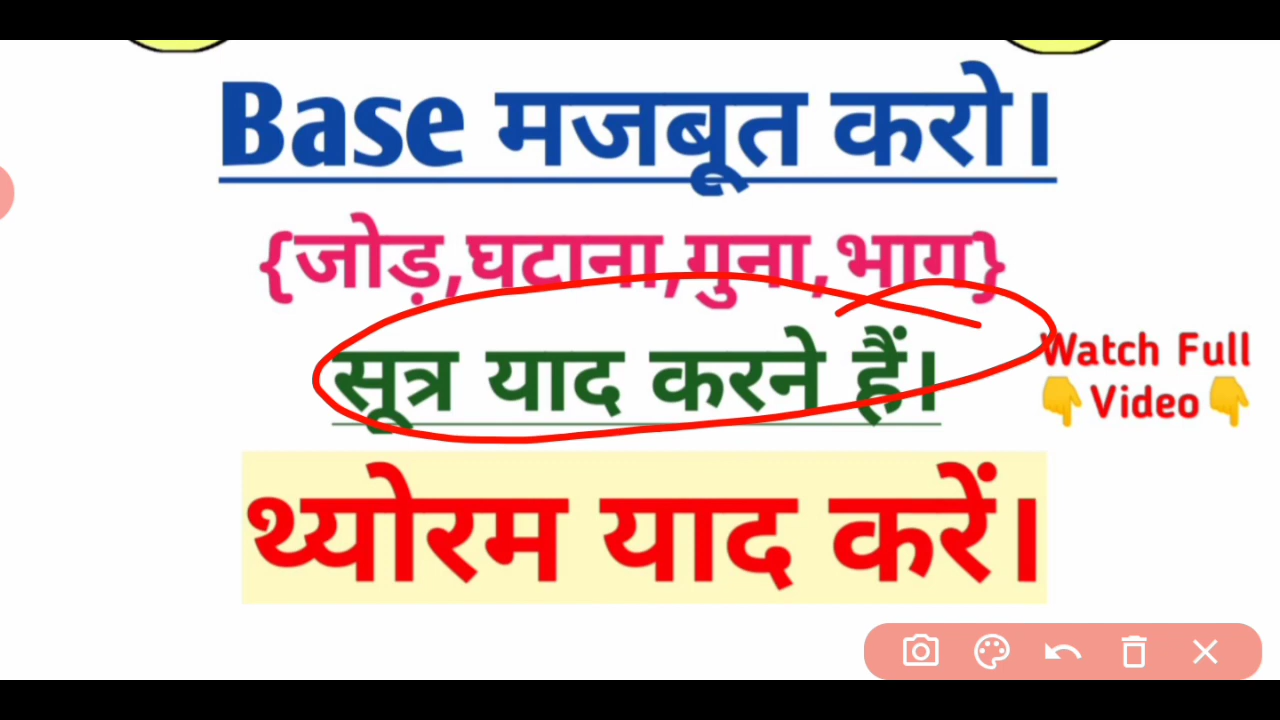 Base मजबूत करो।
{जोड़,घटाना,गुना,भाग}
सूत्र याद करने हैं।
Watch Full
👇Video👇
थ्योरम याद करें।